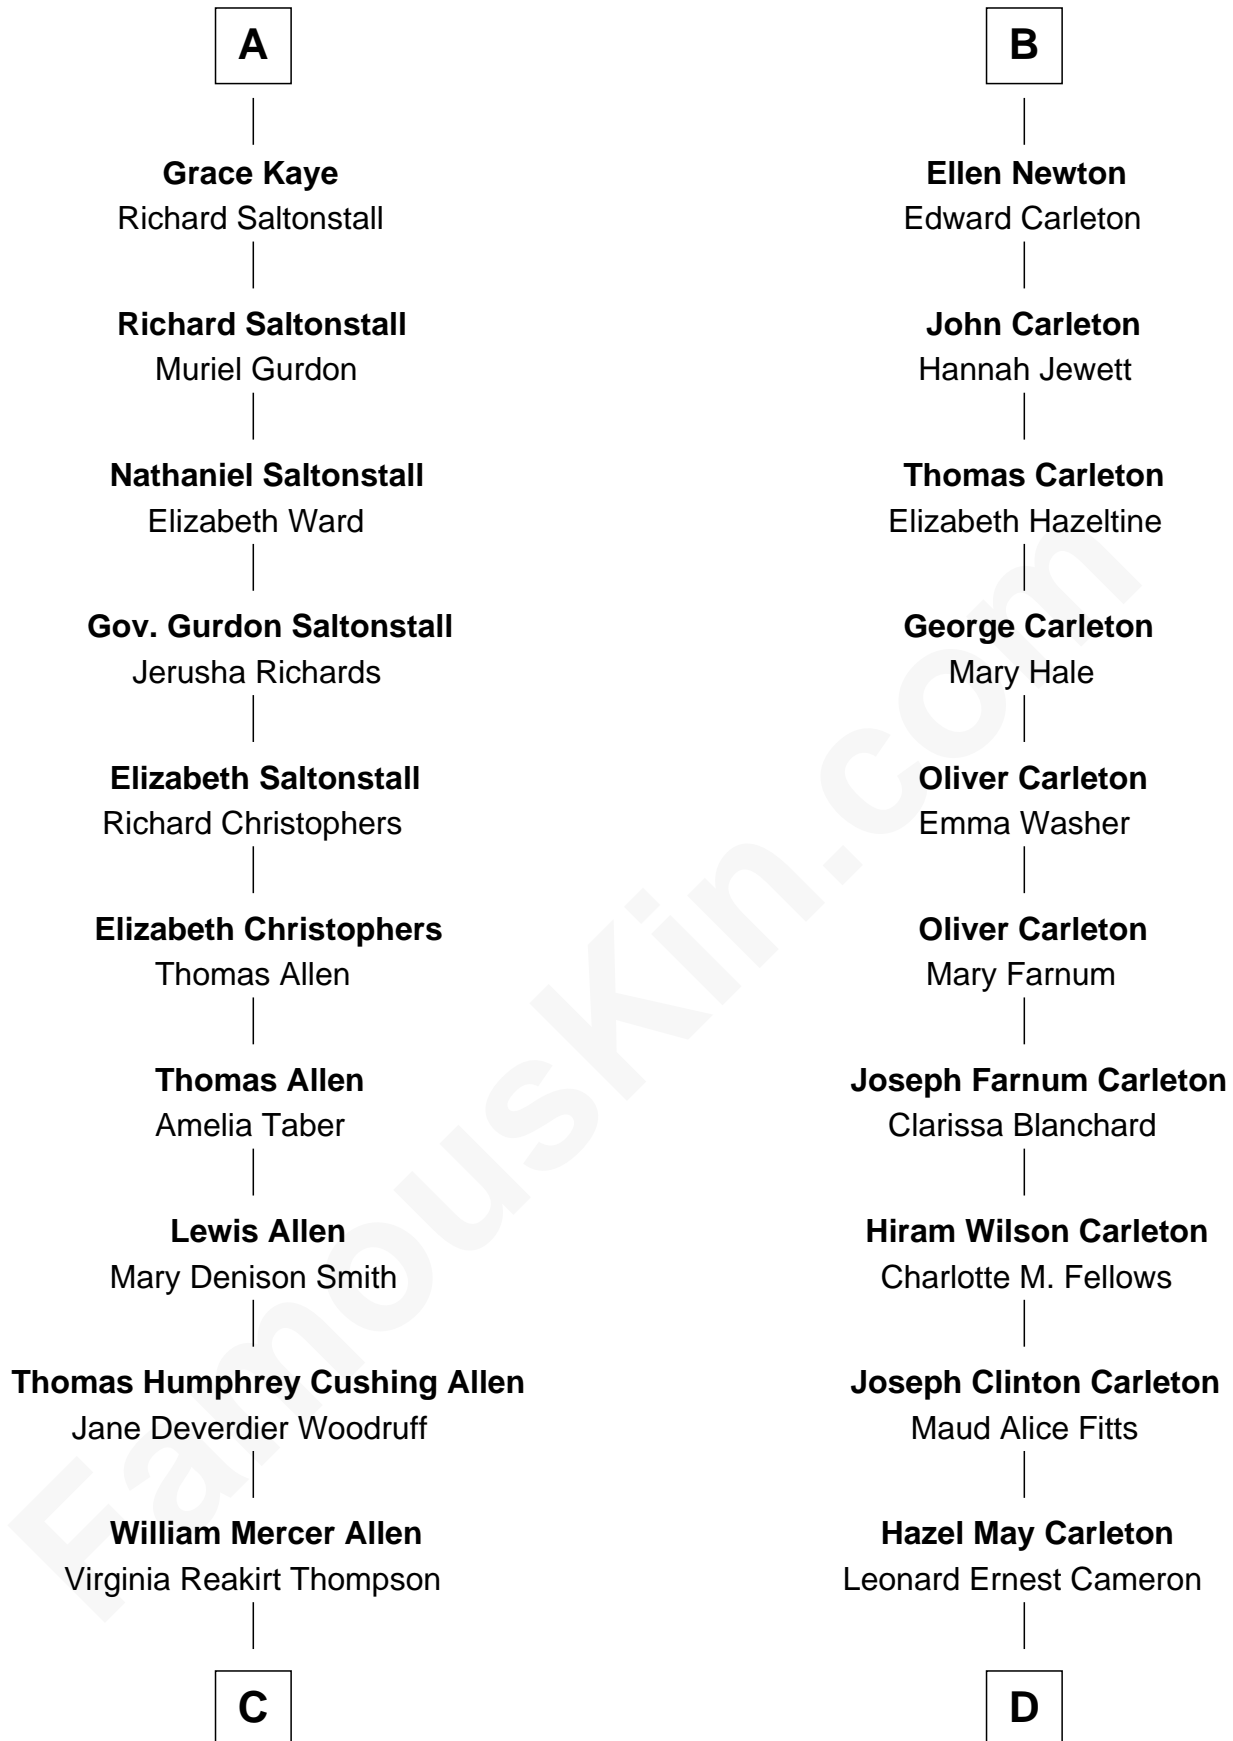 A
Grace Kaye
Richard Saltonstall
Richard Saltonstall
Muriel Gurdon
Nathaniel Saltonstall
Elizabeth Ward
Gov. Gurdon Saltonstall
Jerusha Richards
Elizabeth Saltonstall
Richard Christophers
Elizabeth Christophers
Thomas Allen
Thomas Allen
Amelia Taber
Lewis Allen
Mary Denison Smith
Thomas Humphrey Cushing Allen
Jane Deverdier Woodruff
William Mercer Allen
Virginia Reakirt Thompson
C
B
Ellen Newton
Edward Carleton
John Carleton
Hannah Jewett
Thomas Carleton
Elizabeth Hazeltine
George Carleton
Mary Hale
Oliver Carleton
Emma Washer
Oliver Carleton
Mary Farnum
Joseph Farnum Carleton
Clarissa Blanchard
Hiram Wilson Carleton
Charlotte M. Fellows
Joseph Clinton Carleton
Maud Alice Fitts
Hazel May Carleton
Leonard Ernest Cameron
D
FamousKin.com